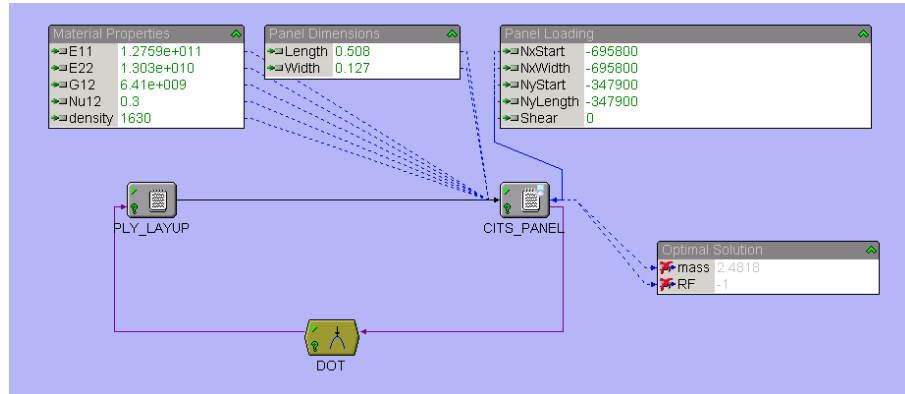 Material Properties
E11 1.2759e+011
E22 1.303e+010
G12 6.41e+009
Nu12 0.3
density 1630
Panel Dimensions
Length 0.508
Width 0.127
Panel Loading
NxStart -695800
NxWidth -695800
NyStart -347900
NyLength -347900
Shear 0
PLY_LAYUP
CITS_PANEL
Optimal Solution
mass 2.4818
RF -1
DOT